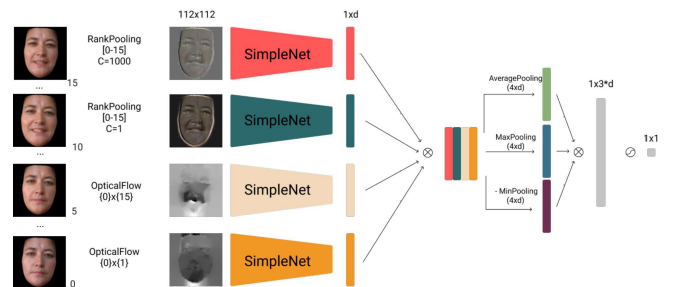 112x112
1xd
RankPooling
[0-15]
C=1000
SimpleNet
15
...
RankPooling
[0-15]
C=1
SimpleNet
10
...
OpticalFlow
{0}x{15}
SimpleNet
5
...
OpticalFlow
{0}x{1}
SimpleNet
0
AveragePooling
(4xd)
MaxPooling
(4xd)
- MinPooling
(4xd)
1x3*d
1x1